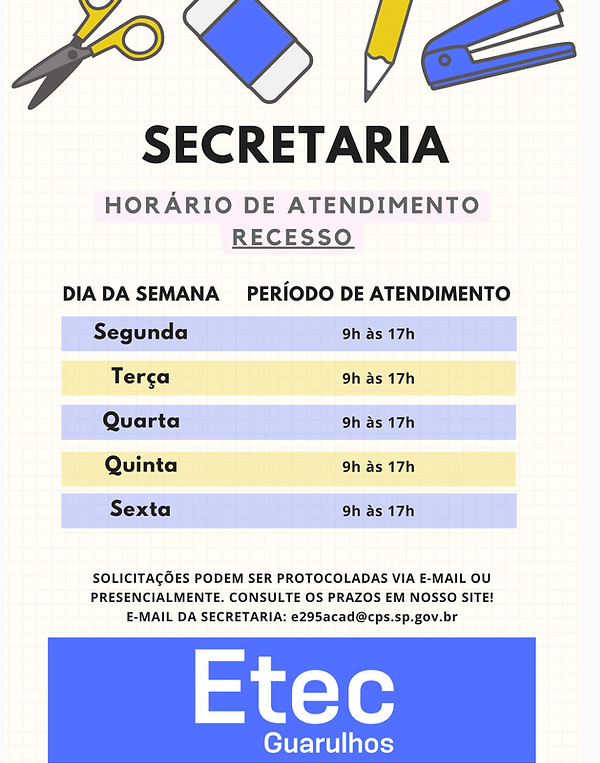 SECRETARIA
HORÁRIO DE ATENDIMENTO
RECESSO
DIA DA SEMANA PERÍODO DE ATENDIMENTO
Segunda 9h às 17h
Terça 9h às 17h
Quarta 9h às 17h
Quinta 9h às 17h
Sexta 9h às 17h
SOLICITAÇÕES PODEM SER PROTOCOLADAS VIA E-MAIL OU
PRESENCIALMENTE. CONSULTE OS PRAZOS EM NOSSO SITE!
E-MAIL DA SECRETARIA: e295acad@cps.sp.gov.br
Etec
Guarulhos